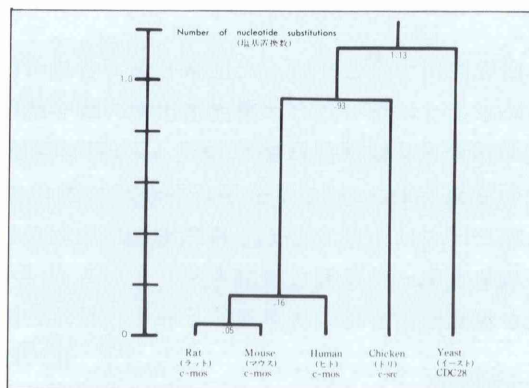 Number of nucleotide substitutions
(塩基置換数)
1.0
0
1.13
.93
.16
.05
Rat
(ラット)
c-mos
Mouse
(マウス)
c-mos
Human
(ヒト)
c-mos
Chicken
(トリ)
c-src
Yeast
(イースト)
CDC28